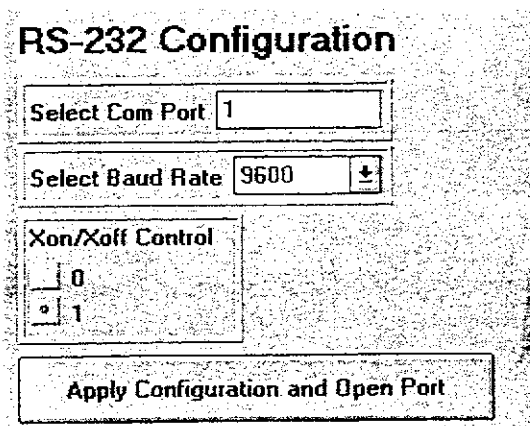 RS-232 Configuration
Select Com Port 1
Select Baud Rate 9600
Xon/Xoff Control
0
1
Apply Configuration and Open Port